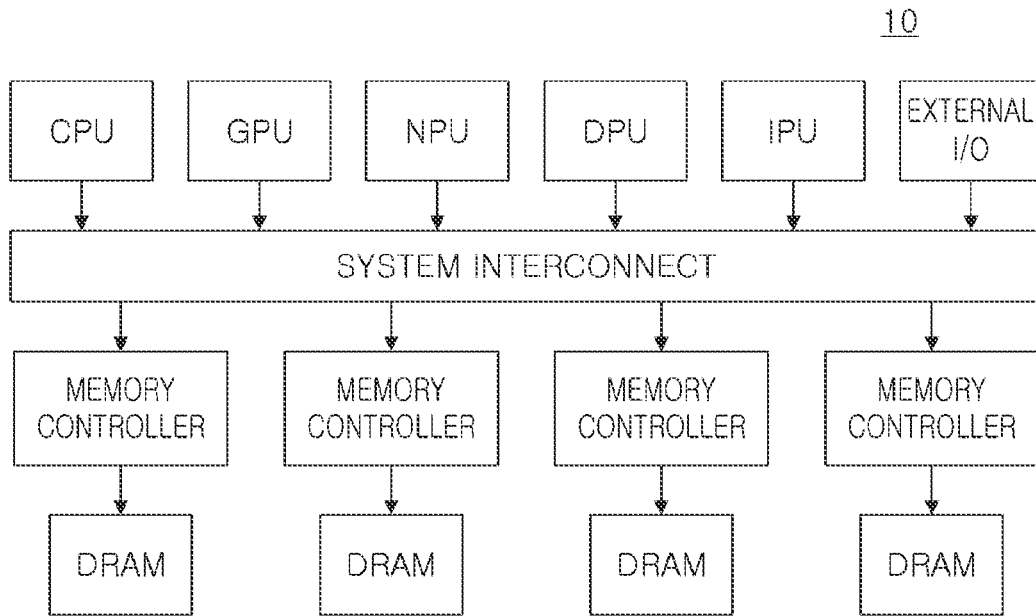 10
CPU
GPU
NPU
DPU
IPU
EXTERNAL
I/O
SYSTEM INTERCONNECT
MEMORY
CONTROLLER
MEMORY
CONTROLLER
MEMORY
CONTROLLER
MEMORY
CONTROLLER
DRAM
DRAM
DRAM
DRAM